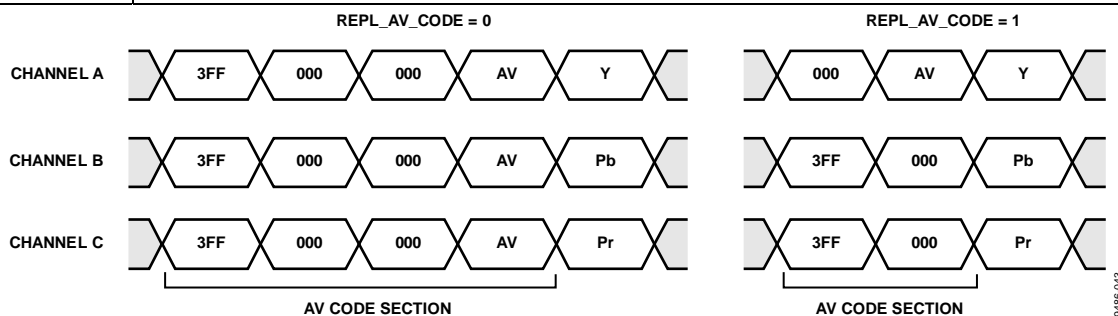 REPL_AV_CODE = 0 REPL_AV_CODE = 1
CHANNEL A 3FF 000 000 AV Y 000 AV Y
CHANNEL B 3FF 000 000 AV Pb 3FF 000 Pb
CHANNEL C 3FF 000 000 AV Pr 3FF 000 Pr
AV CODE SECTION AV CODE SECTION